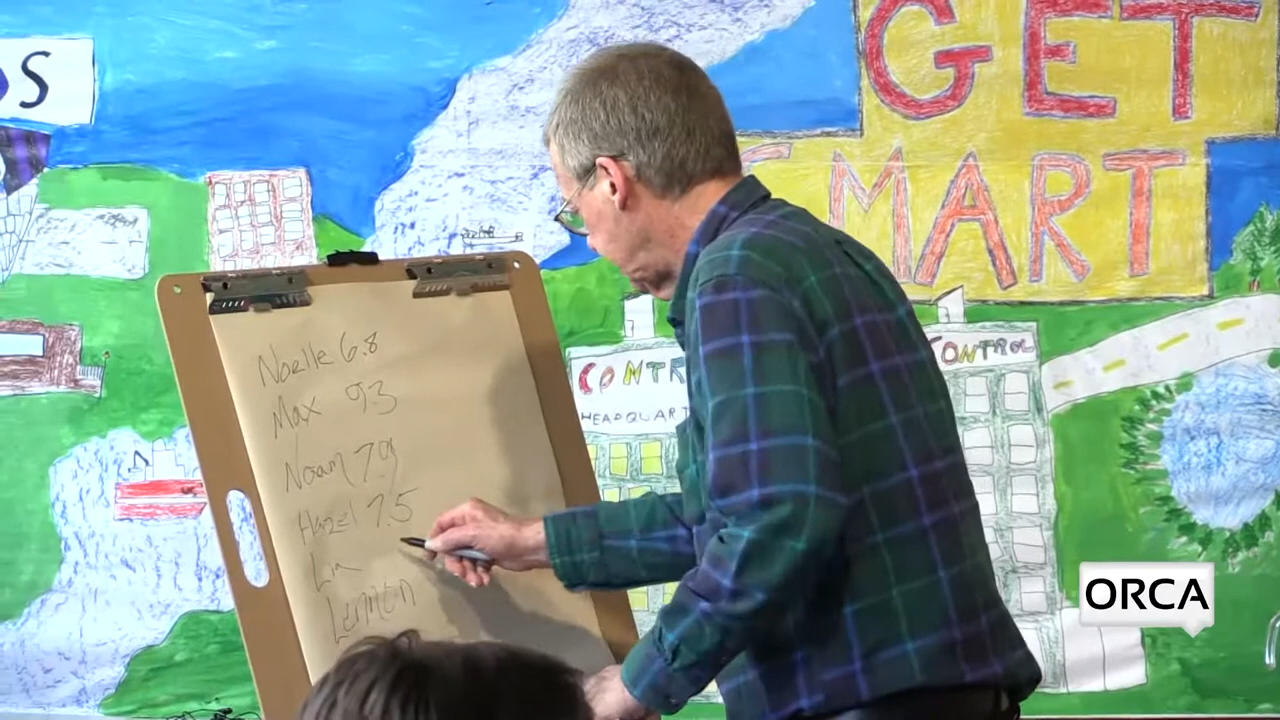 S
GET
SMART
CONTR
HEADQUART
CONTROL
Noelle 6.8
Max 9.3
Noam 7.9
Hazel 7.5
Lia
Lennon
ORCA